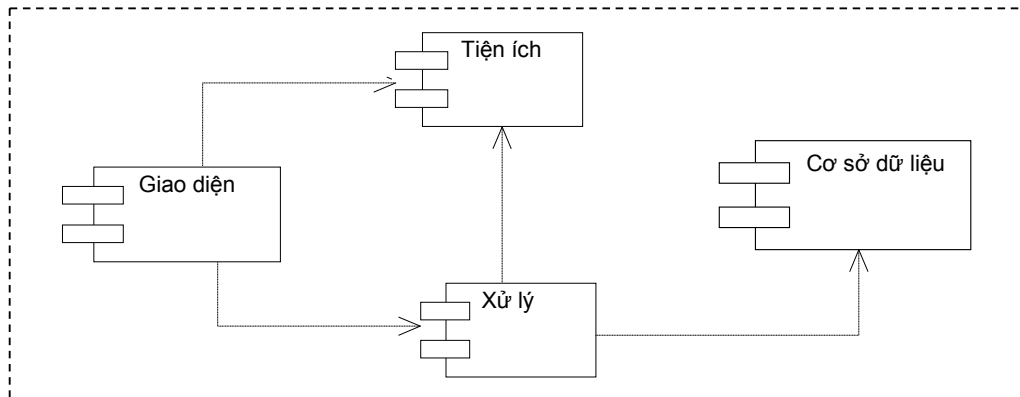 Tiện ích
Cơ sở dữ liệu
Giao diện
Xử lý